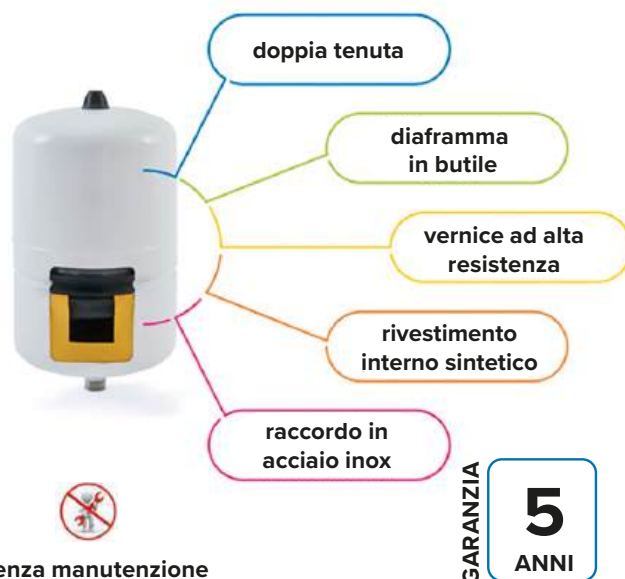 doppia tenuta
diaframma
in butile
vernice ad alta
resistenza
rivestimento
interno sintetico
raccordo in
acciaio inox
enza manutenzione
GARANZIA
5
ANNI